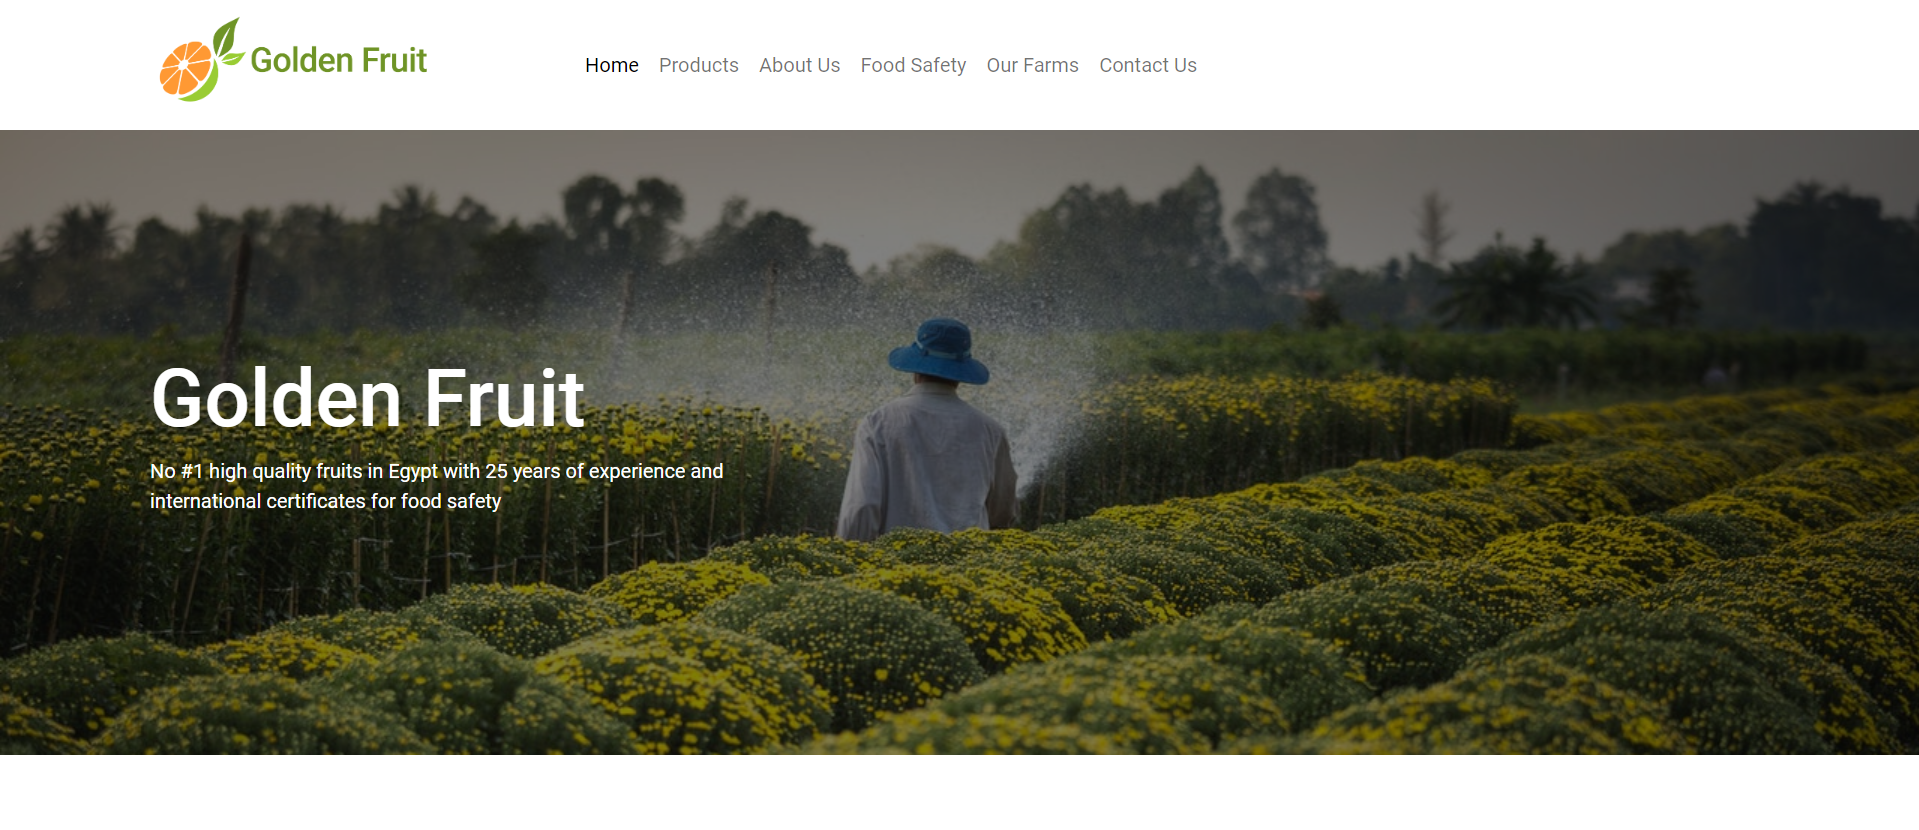 Golden Fruit
Home Products About Us Food Safety Our Farms Contact Us
Golden Fruit
No #1 high quality fruits in Egypt with 25 years of experience and
international certificates for food safety